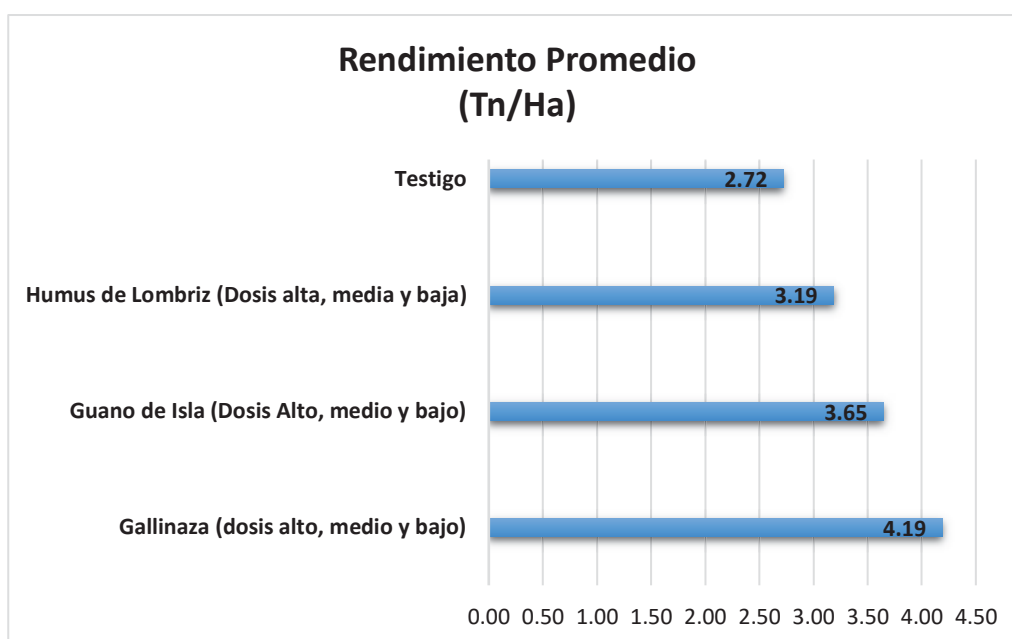 Rendimiento Promedio
(Tn/Ha)
Testigo
2.72
Humus de Lombriz (Dosis alta, media y baja)
3.19
Guano de Isla (Dosis Alto, medio y bajo)
3.65
Gallinaza (dosis alto, medio y bajo)
4.19
0.00 0.50 1.00 1.50 2.00 2.50 3.00 3.50 4.00 4.50